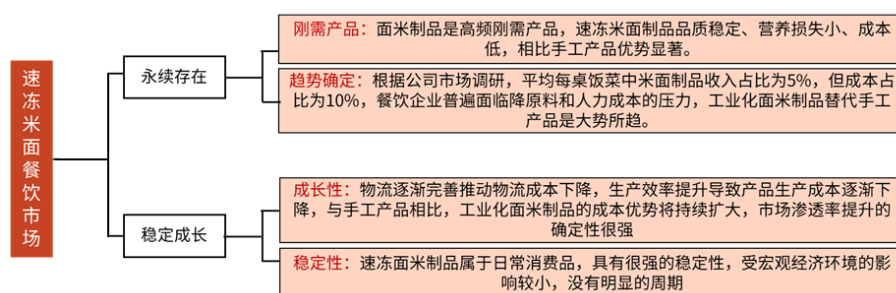 速冻米面餐饮市场
永续存在
刚需产品：面米制品是高频刚需产品，速冻米面制品品质稳定、营养损失小、成本
低，相比手工产品优势显著。
趋势确定：根据公司市场调研，平均每桌饭菜中米面制品收入占比为5%，但成本占
比为10%，餐饮企业普遍面临降原料和人力成本的压力，工业化面米制品替代手工
产品是大势所趋。
稳定成长
成长性：物流逐渐完善推动物流成本下降，生产效率提升导致产品生产成本逐渐下
降，与手工产品相比，工业化面米制品的成本优势将持续扩大，市场渗透率提升的
确定性很强
稳定性：速冻面米制品属于日常消费品，具有很强的稳定性，受宏观经济环境的影
响较小，没有明显的周期